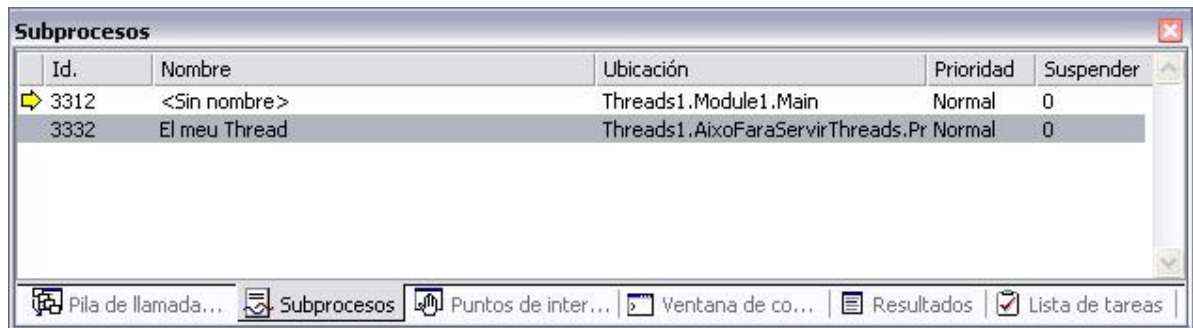 Subprocesos
Id. Nombre Ubicación Prioridad Suspender
3312 <Sin nombre> Threads1.Module1.Main Normal 0
3332 El meu Thread Threads1.AixoFaraServirThreads.Pr Normal 0
Pila de llamada... Subprocesos Puntos de inter... Ventana de co... Resultados Lista de tareas